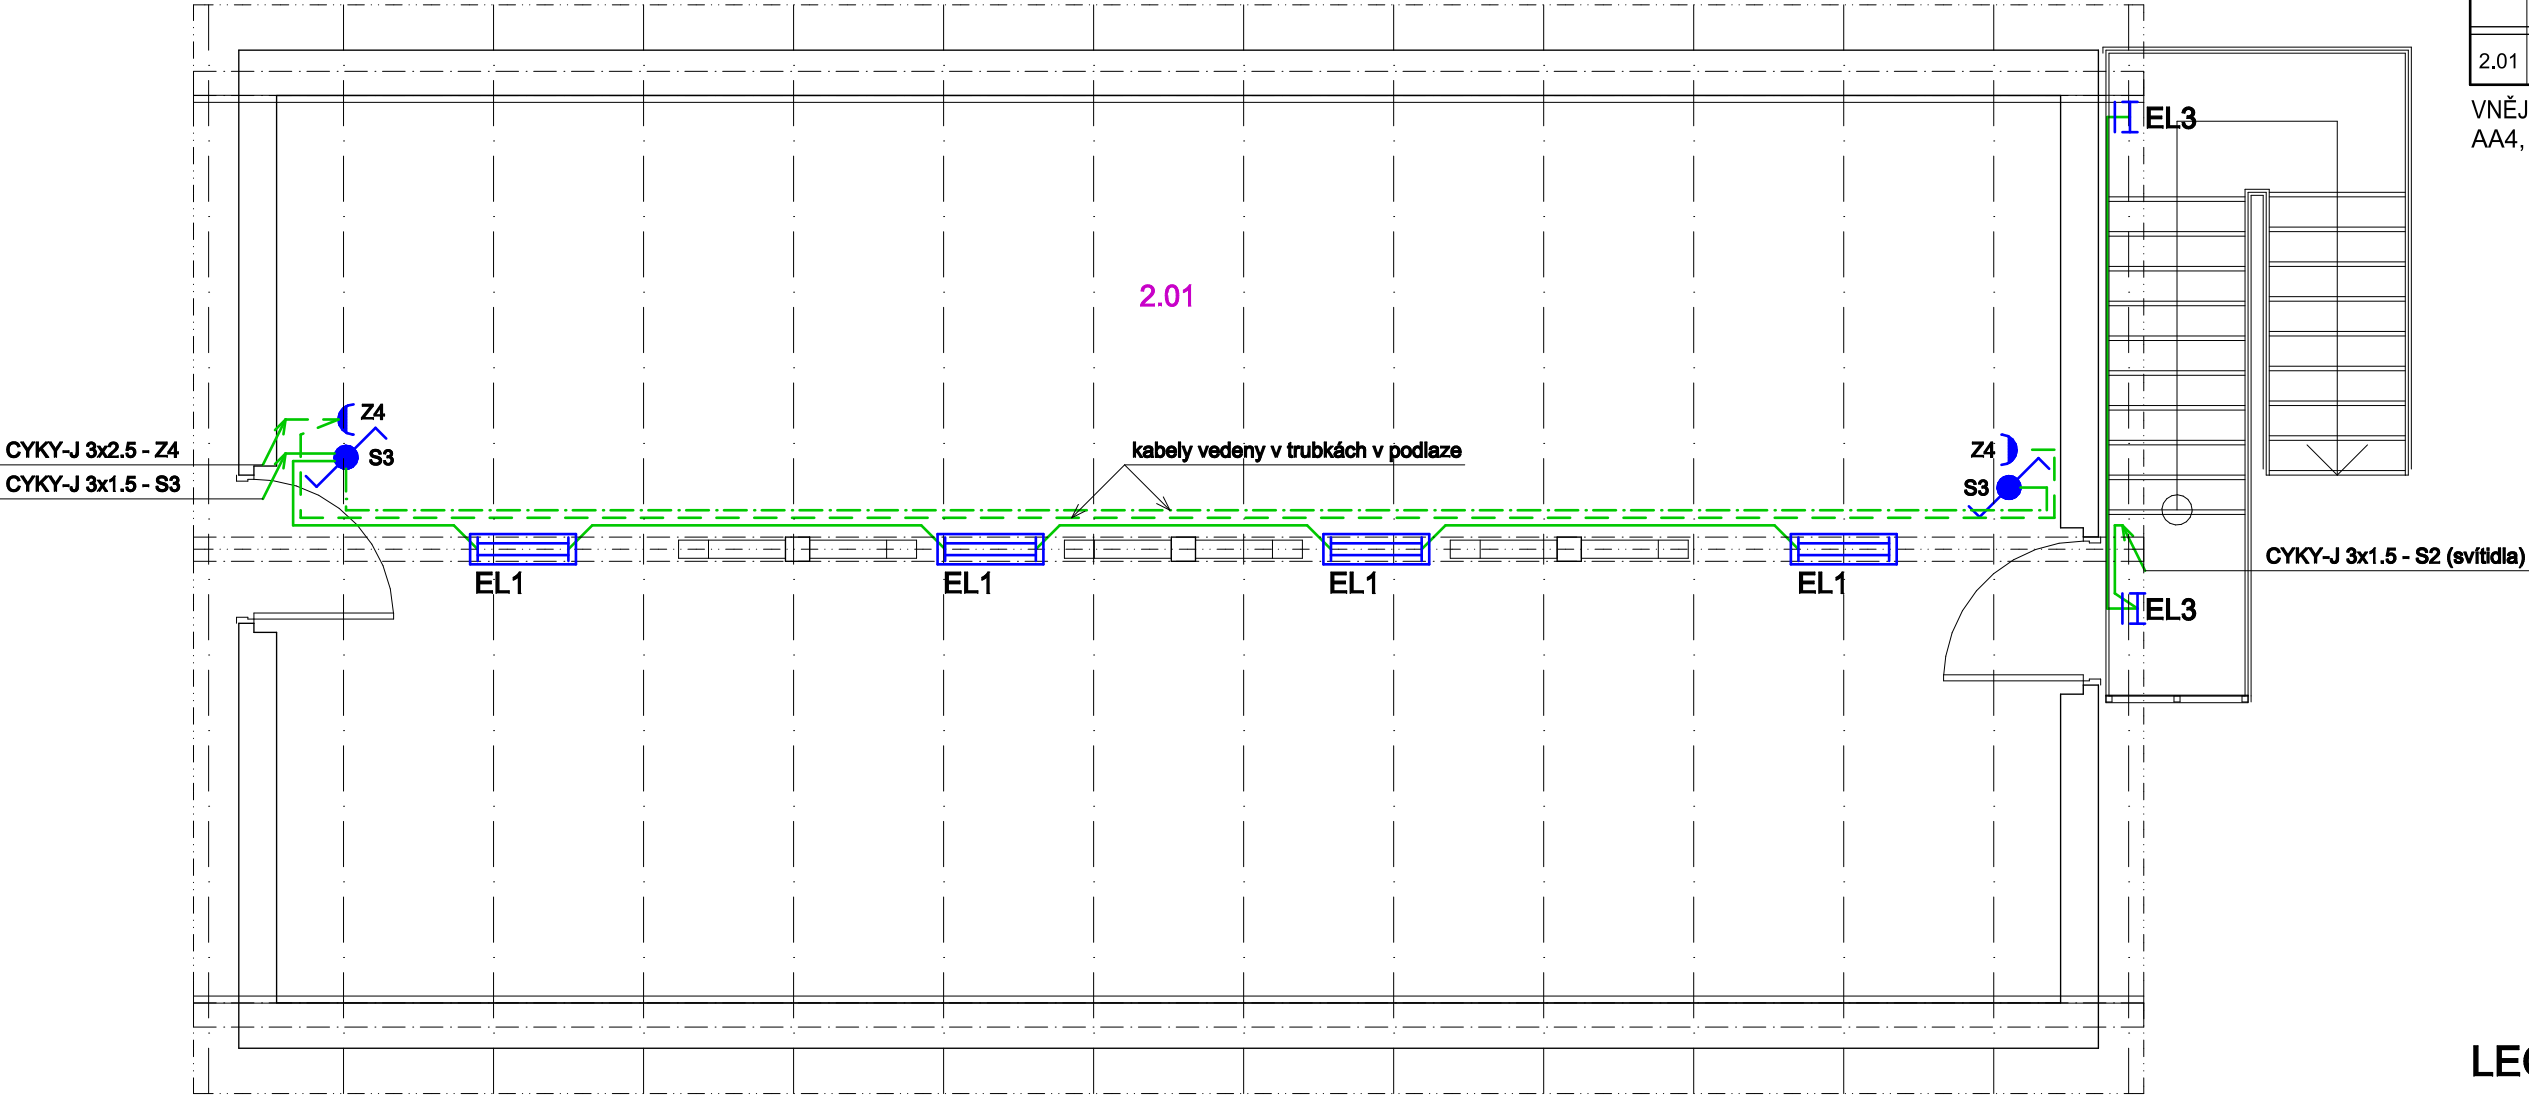 2.01
VNĚJ
AA4,
EL3
2.01
Z4
S3
CYKY-J 3x2.5 - Z4
CYKY-J 3x1.5 - S3
kabely vedeny v trubkách v podlaze
Z4
S3
CYKY-J 3x1.5 - S2 (svítidla)
EL1
EL1
EL1
EL1
EL3